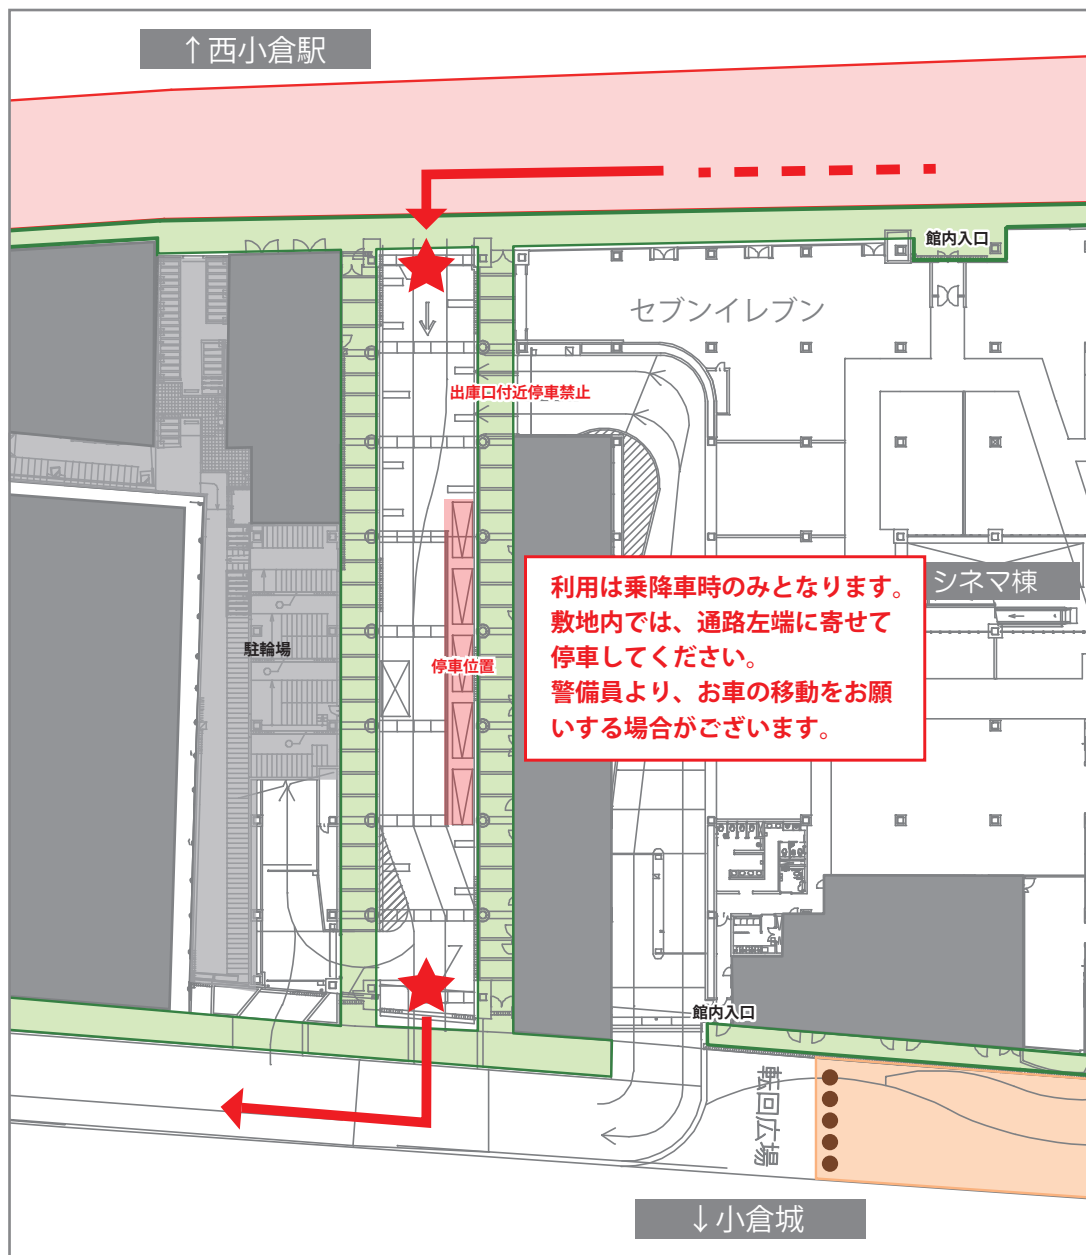 ↑西小倉駅
館内入口
セブンイレブン
出庫口付近停車禁止
利用は乗降車時のみとなります。
敷地内では、通路左端に寄せて
停車してください。
警備員より、お車の移動をお願
いする場合がございます。
シネマ棟
駐輪場
停車位置
館内入口
転回広場
↓小倉城